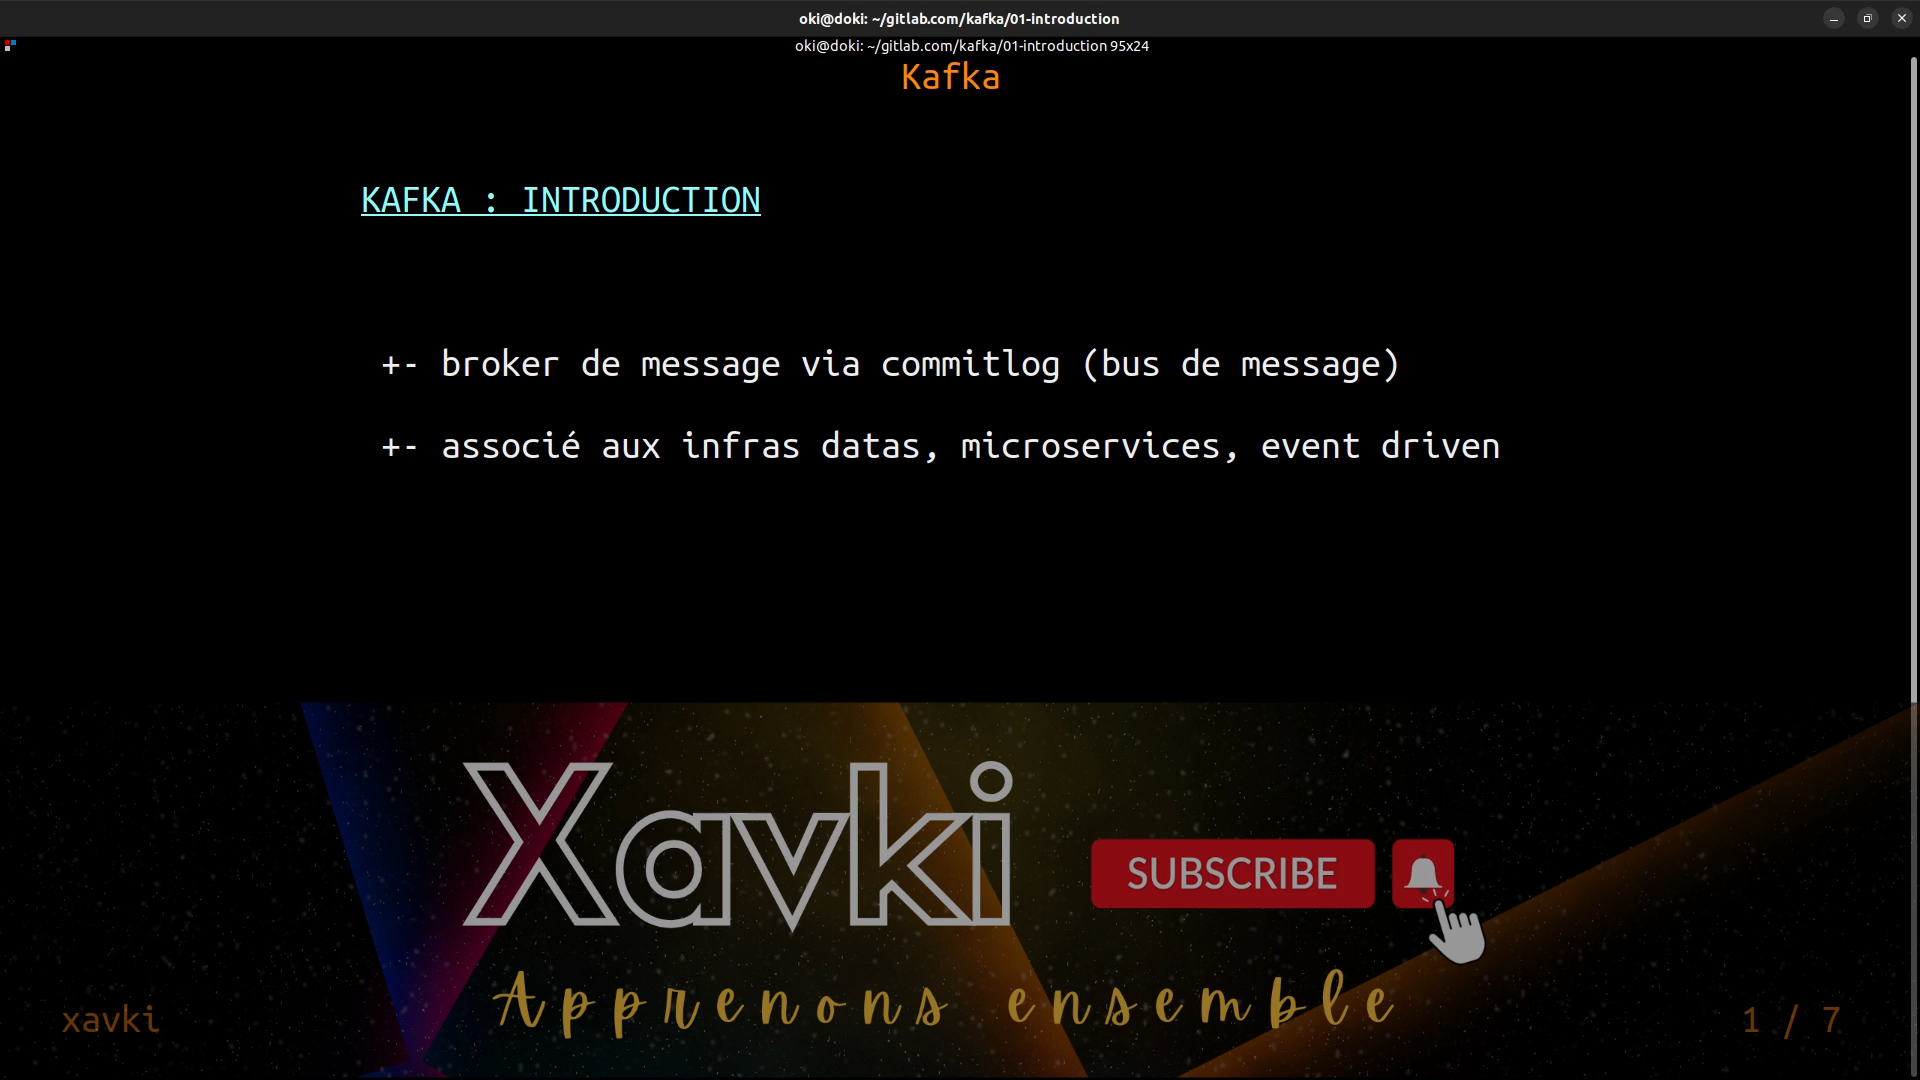 oki@doki: ~/gitlab.com/kafka/01-introduction
oki@doki: ~/gitlab.com/kafka/01-introduction 95x24
Kafka
KAFKA : INTRODUCTION
+- broker de message via commitlog (bus de message)
+- associé aux infras datas, microservices, event driven
Xavki
SUBSCRIBE
Apprenons ensemble
xavki
1 / 7